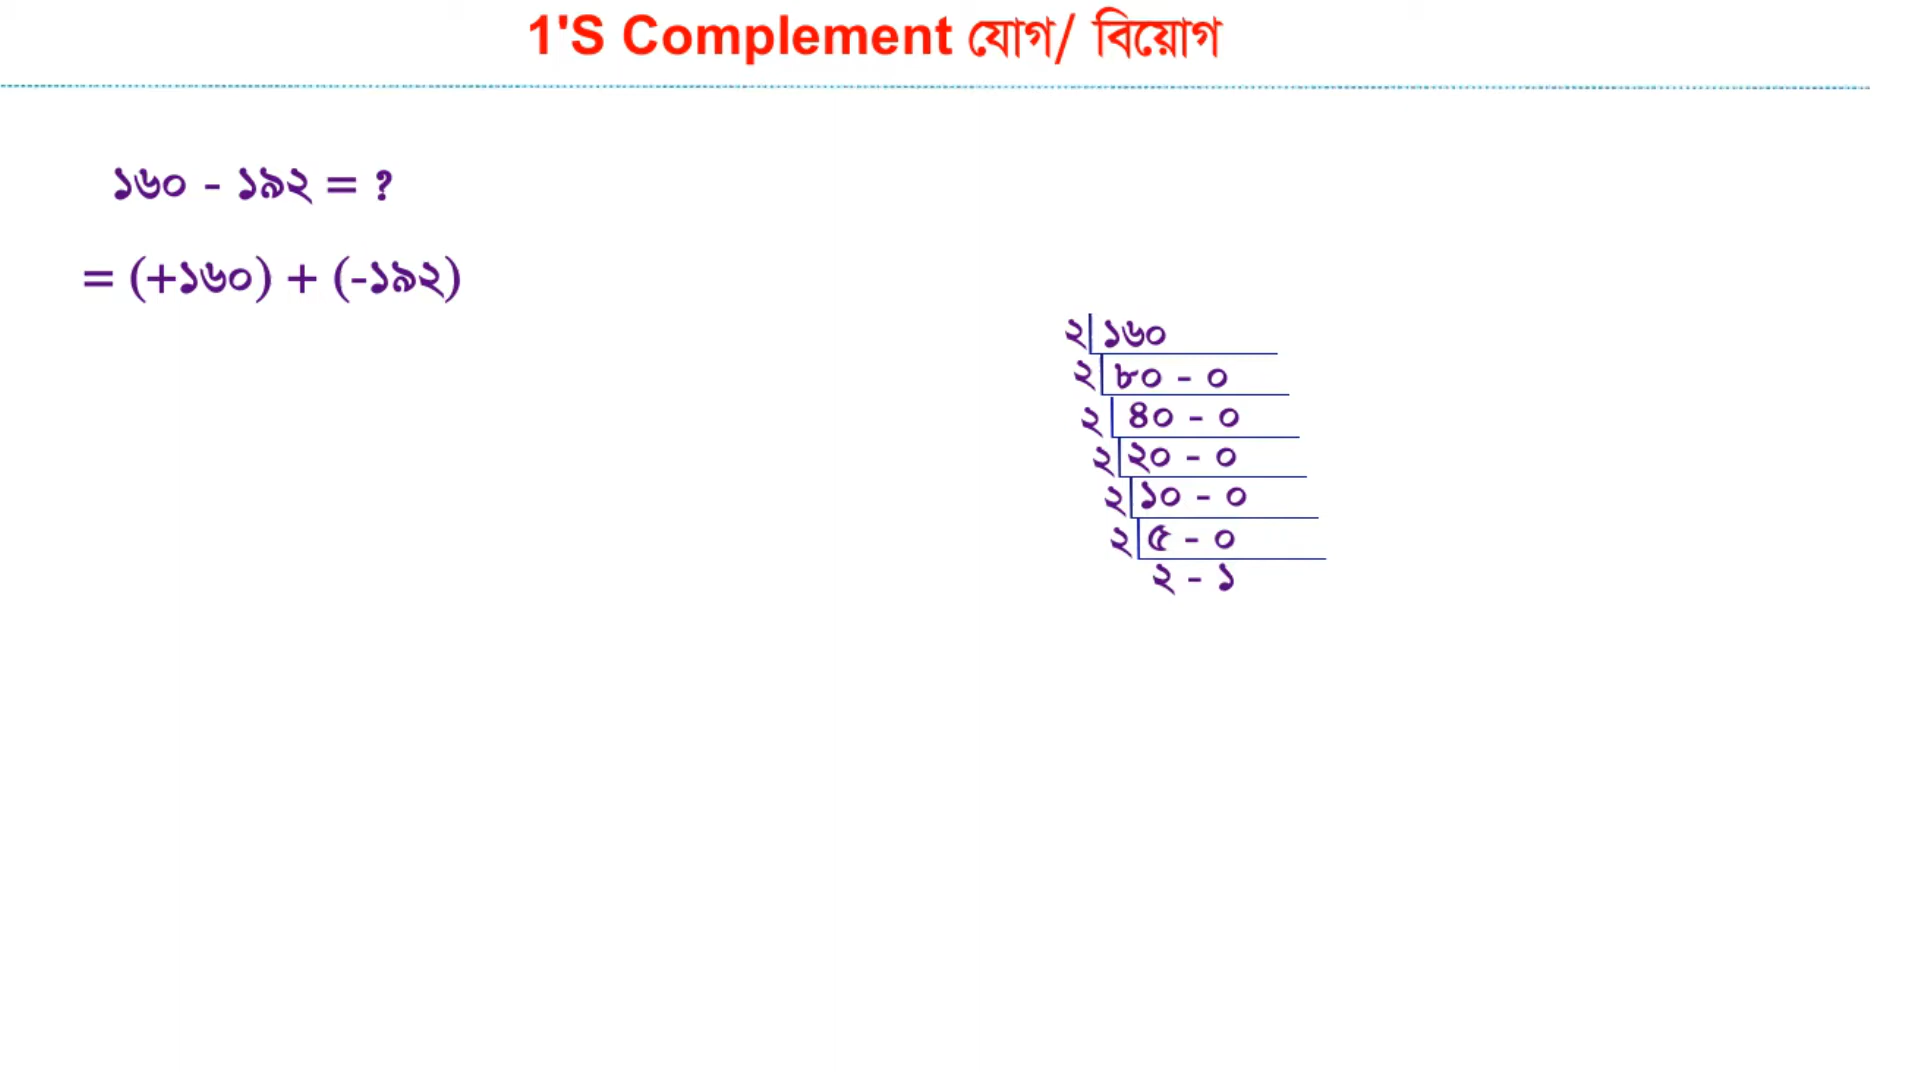 1'S Complement যোগ/ বিয়োগ
১৬০ - ১৯২ = ?
= (+১৬০) + (-১৯২)
২ ১৬০
২ ৮০ - ০
২ ৪০ - ০
২ ২০ - ০
২ ১০ - ০
২ ৫ - ০
২ - ১